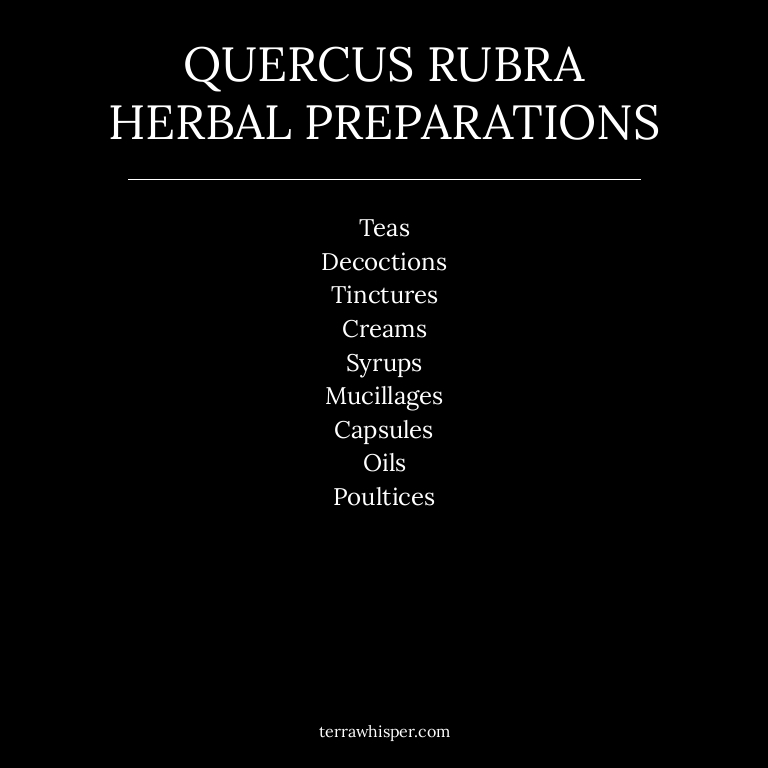 QUERCUS RUBRA
HERBAL PREPARATIONS
Teas
Decoctions
Tinctures
Creams
Syrups
Mucillages
Capsules
Oils
Poultices
terrawhisper.com